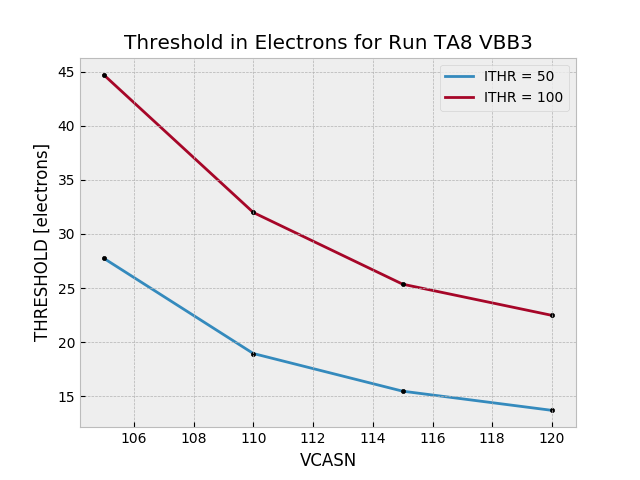 Threshold in Electrons for Run TA8 VBB3
ITHR = 50
ITHR = 100
THRESHOLD [electrons]
45
40
35
30
25
20
15
106 108 110 112 114 116 118 120
VCASN